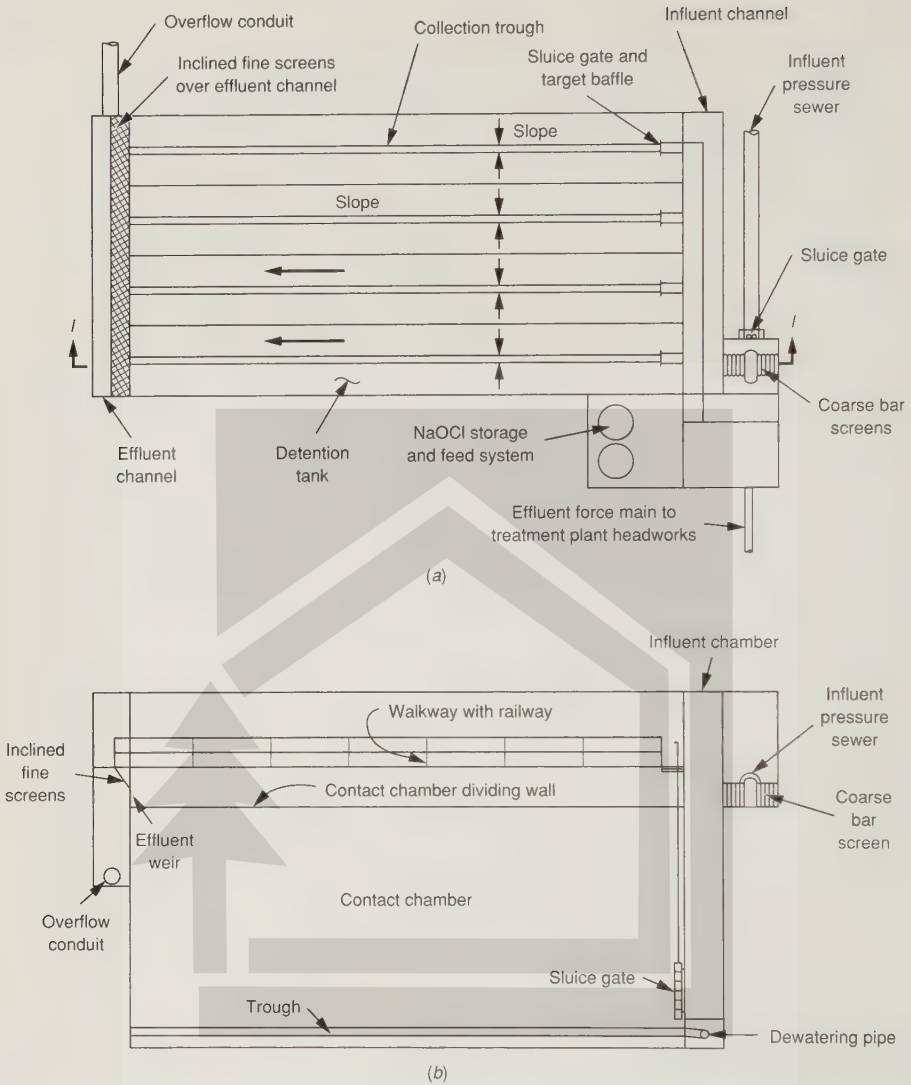 Overflow conduit
Inclined fine screens
over effluent channel
Collection trough
Sluice gate and
target baffle
Influent channel
Influent
pressure
sewer
Slope
Slope
Sluice gate
I
I
Coarse bar
screens
Effluent
channel
Detention
tank
NaOCl storage
and feed system
Effluent force main to
treatment plant headworks
(a)
Influent chamber
Walkway with railway
Influent
pressure
sewer
Inclined
fine
screens
Contact chamber dividing wall
Coarse
bar
screen
Effluent
weir
Overflow
conduit
Contact chamber
Sluice gate
Trough
Dewatering pipe
(b)